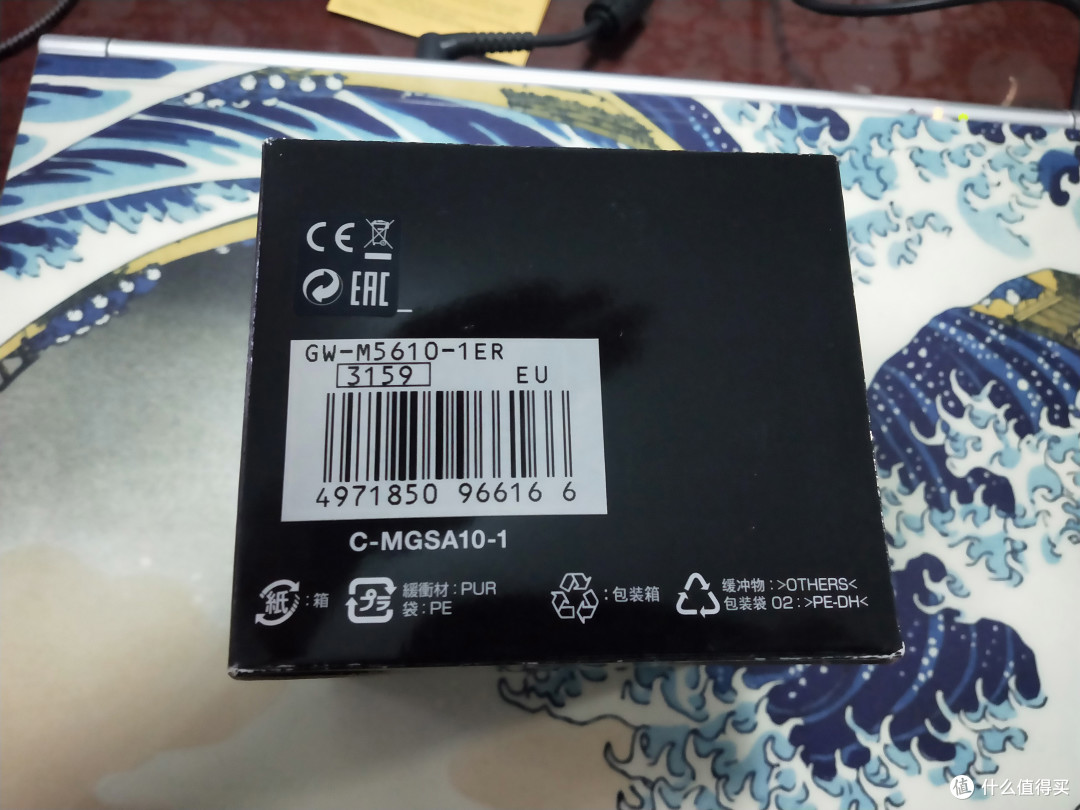 CE
EAC
GW-M5610-1ER
3159 EU
4971850 96616 6
C-MGSA10-1
紙:箱
プラ 緩衝材:PUR
袋:PE
:包装箱
缓冲物:>OTHERS<
包装袋 02:>PE-DH<
值 什么值得买